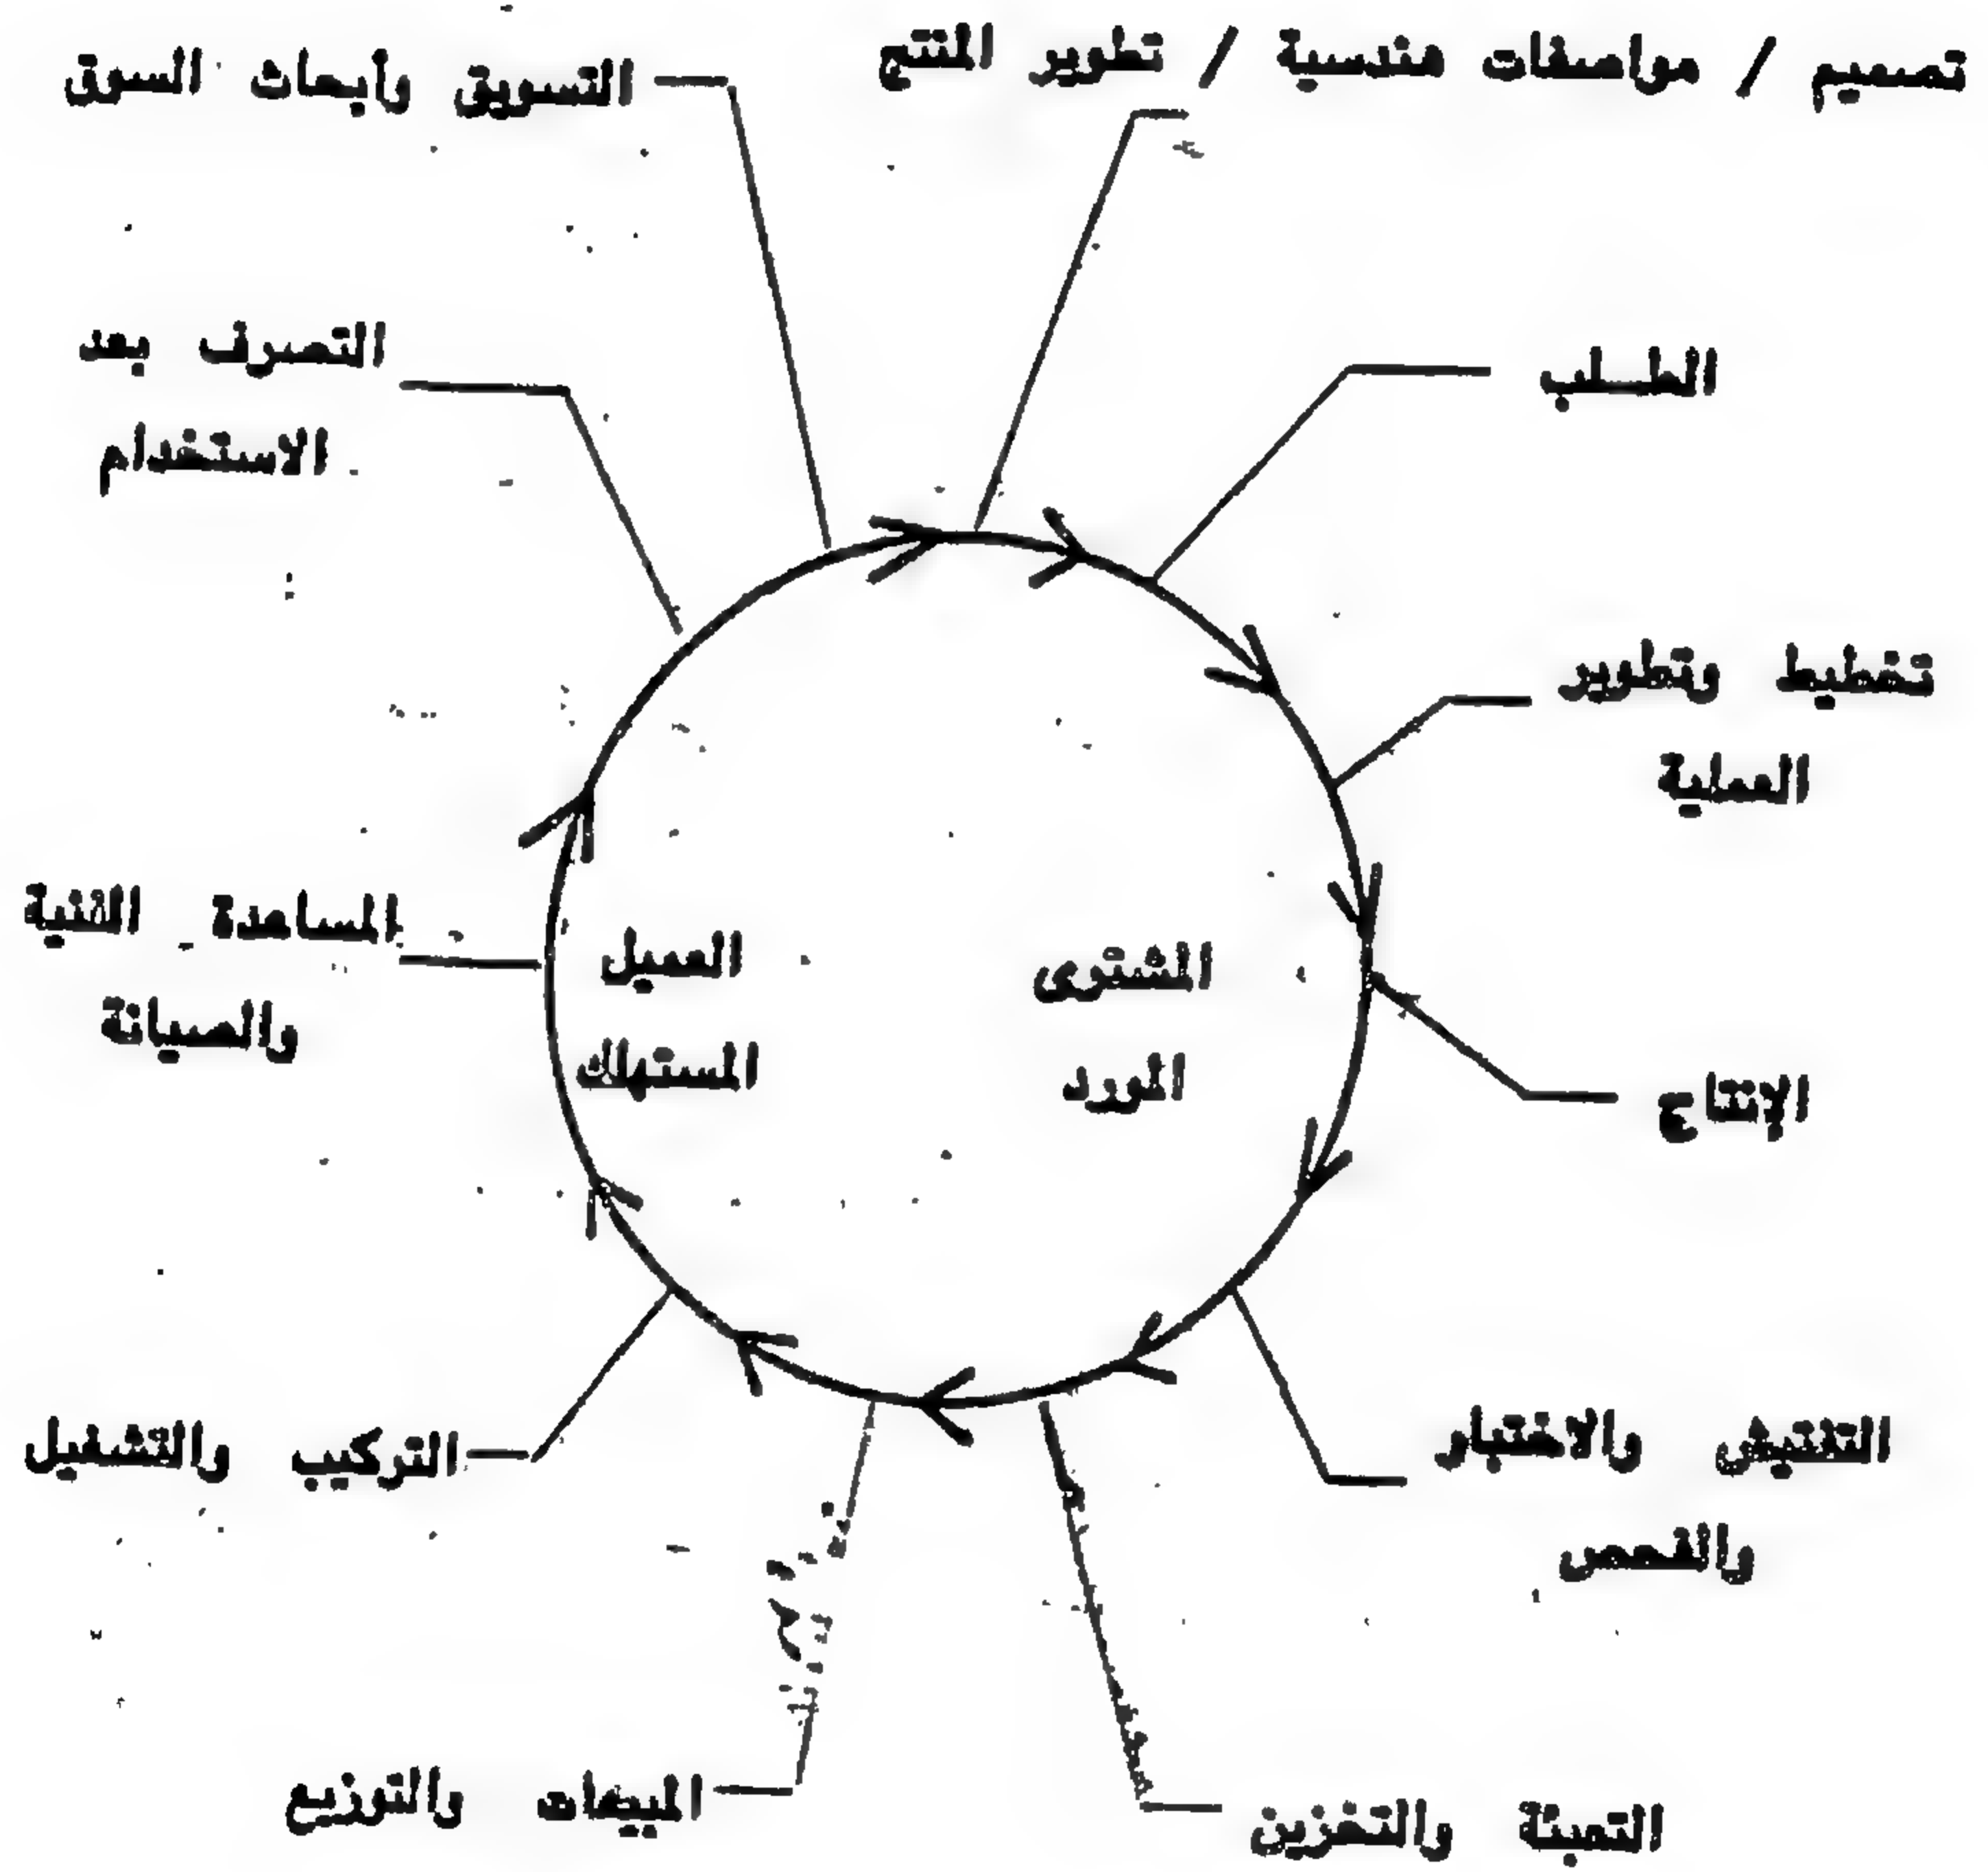 تصميم / مواصفات هندسية / تطوير المنتج
التسويق وأبحاث السوق
الطلب
التصرف بعد
الاستخدام
تخطيط وتطوير
العملية
المساعدة الفنية
والصيانة
المشترى
المورد
العميل
المستهلك
الإنتاج
التفتيش والاختبار
والفحص
التركيب والتشغيل
التعبئة والتخزين
المبيعات والتوزيع